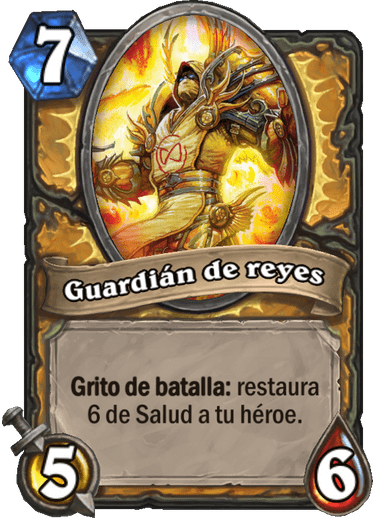 7
Guardián de reyes
Grito de batalla: restaura
6 de Salud a tu héroe.
5
6